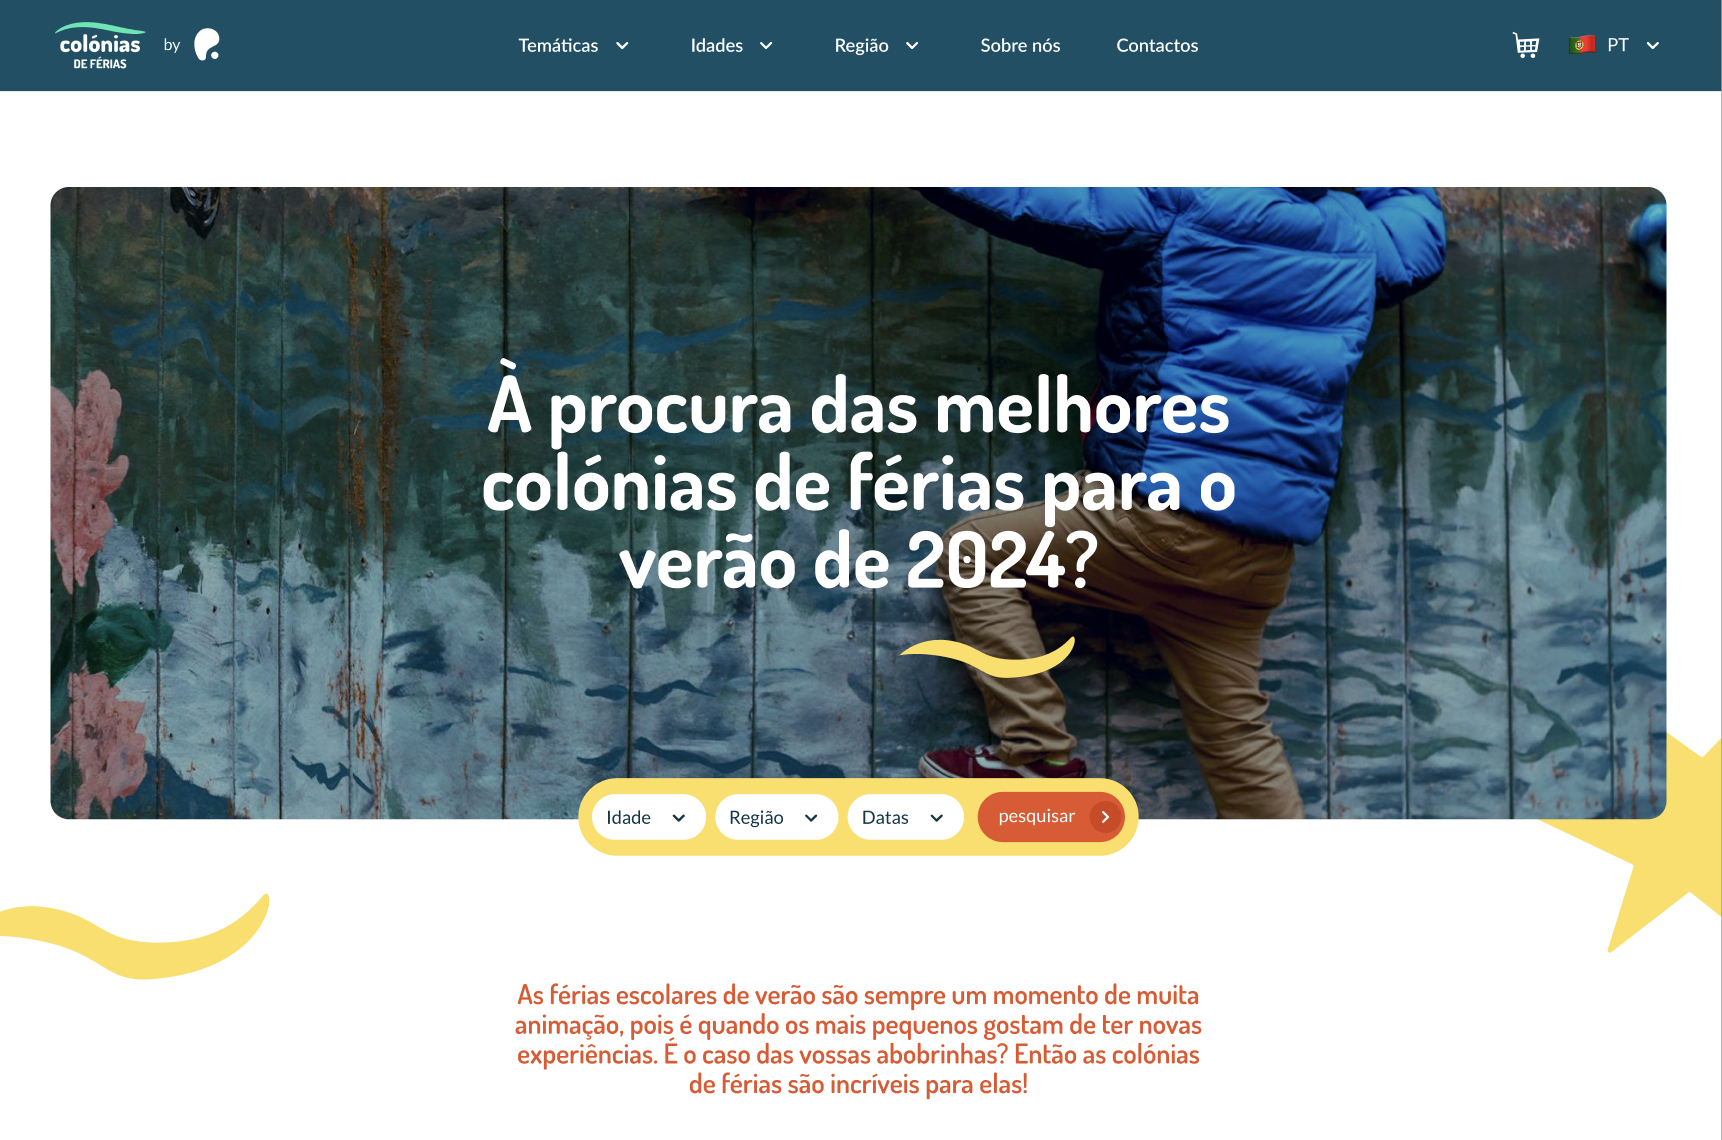 colónias
DE FÉRIAS
by
Temáticas
Idades
Região
Sobre nós
Contactos
PT
À procura das melhores
colónias de férias para o
verão de 2024?
Idade
Região
Datas
pesquisar
As férias escolares de verão são sempre um momento de muita
animação, pois é quando os mais pequenos gostam de ter novas
experiências. É o caso das vossas abobrinhas? Então as colónias
de férias são incríveis para elas!